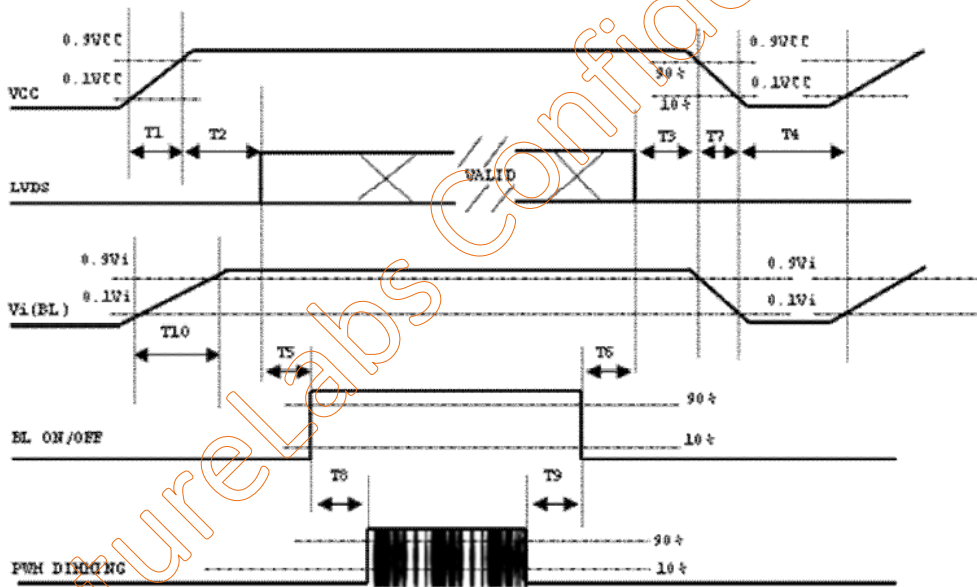 0.9VCC
0.1VCC
VCC
T1
T2
0.9VCC
90%
0.1VCC
10%
T3
T7
T4
LVDS
VALID
0.9Vi
0.1Vi
Vi(BL)
T10
0.9Vi
0.1Vi
T5
T6
90%
BL ON/OFF
10%
T8
T9
90%
PWM DIMMING
10%
tureLabs Confid